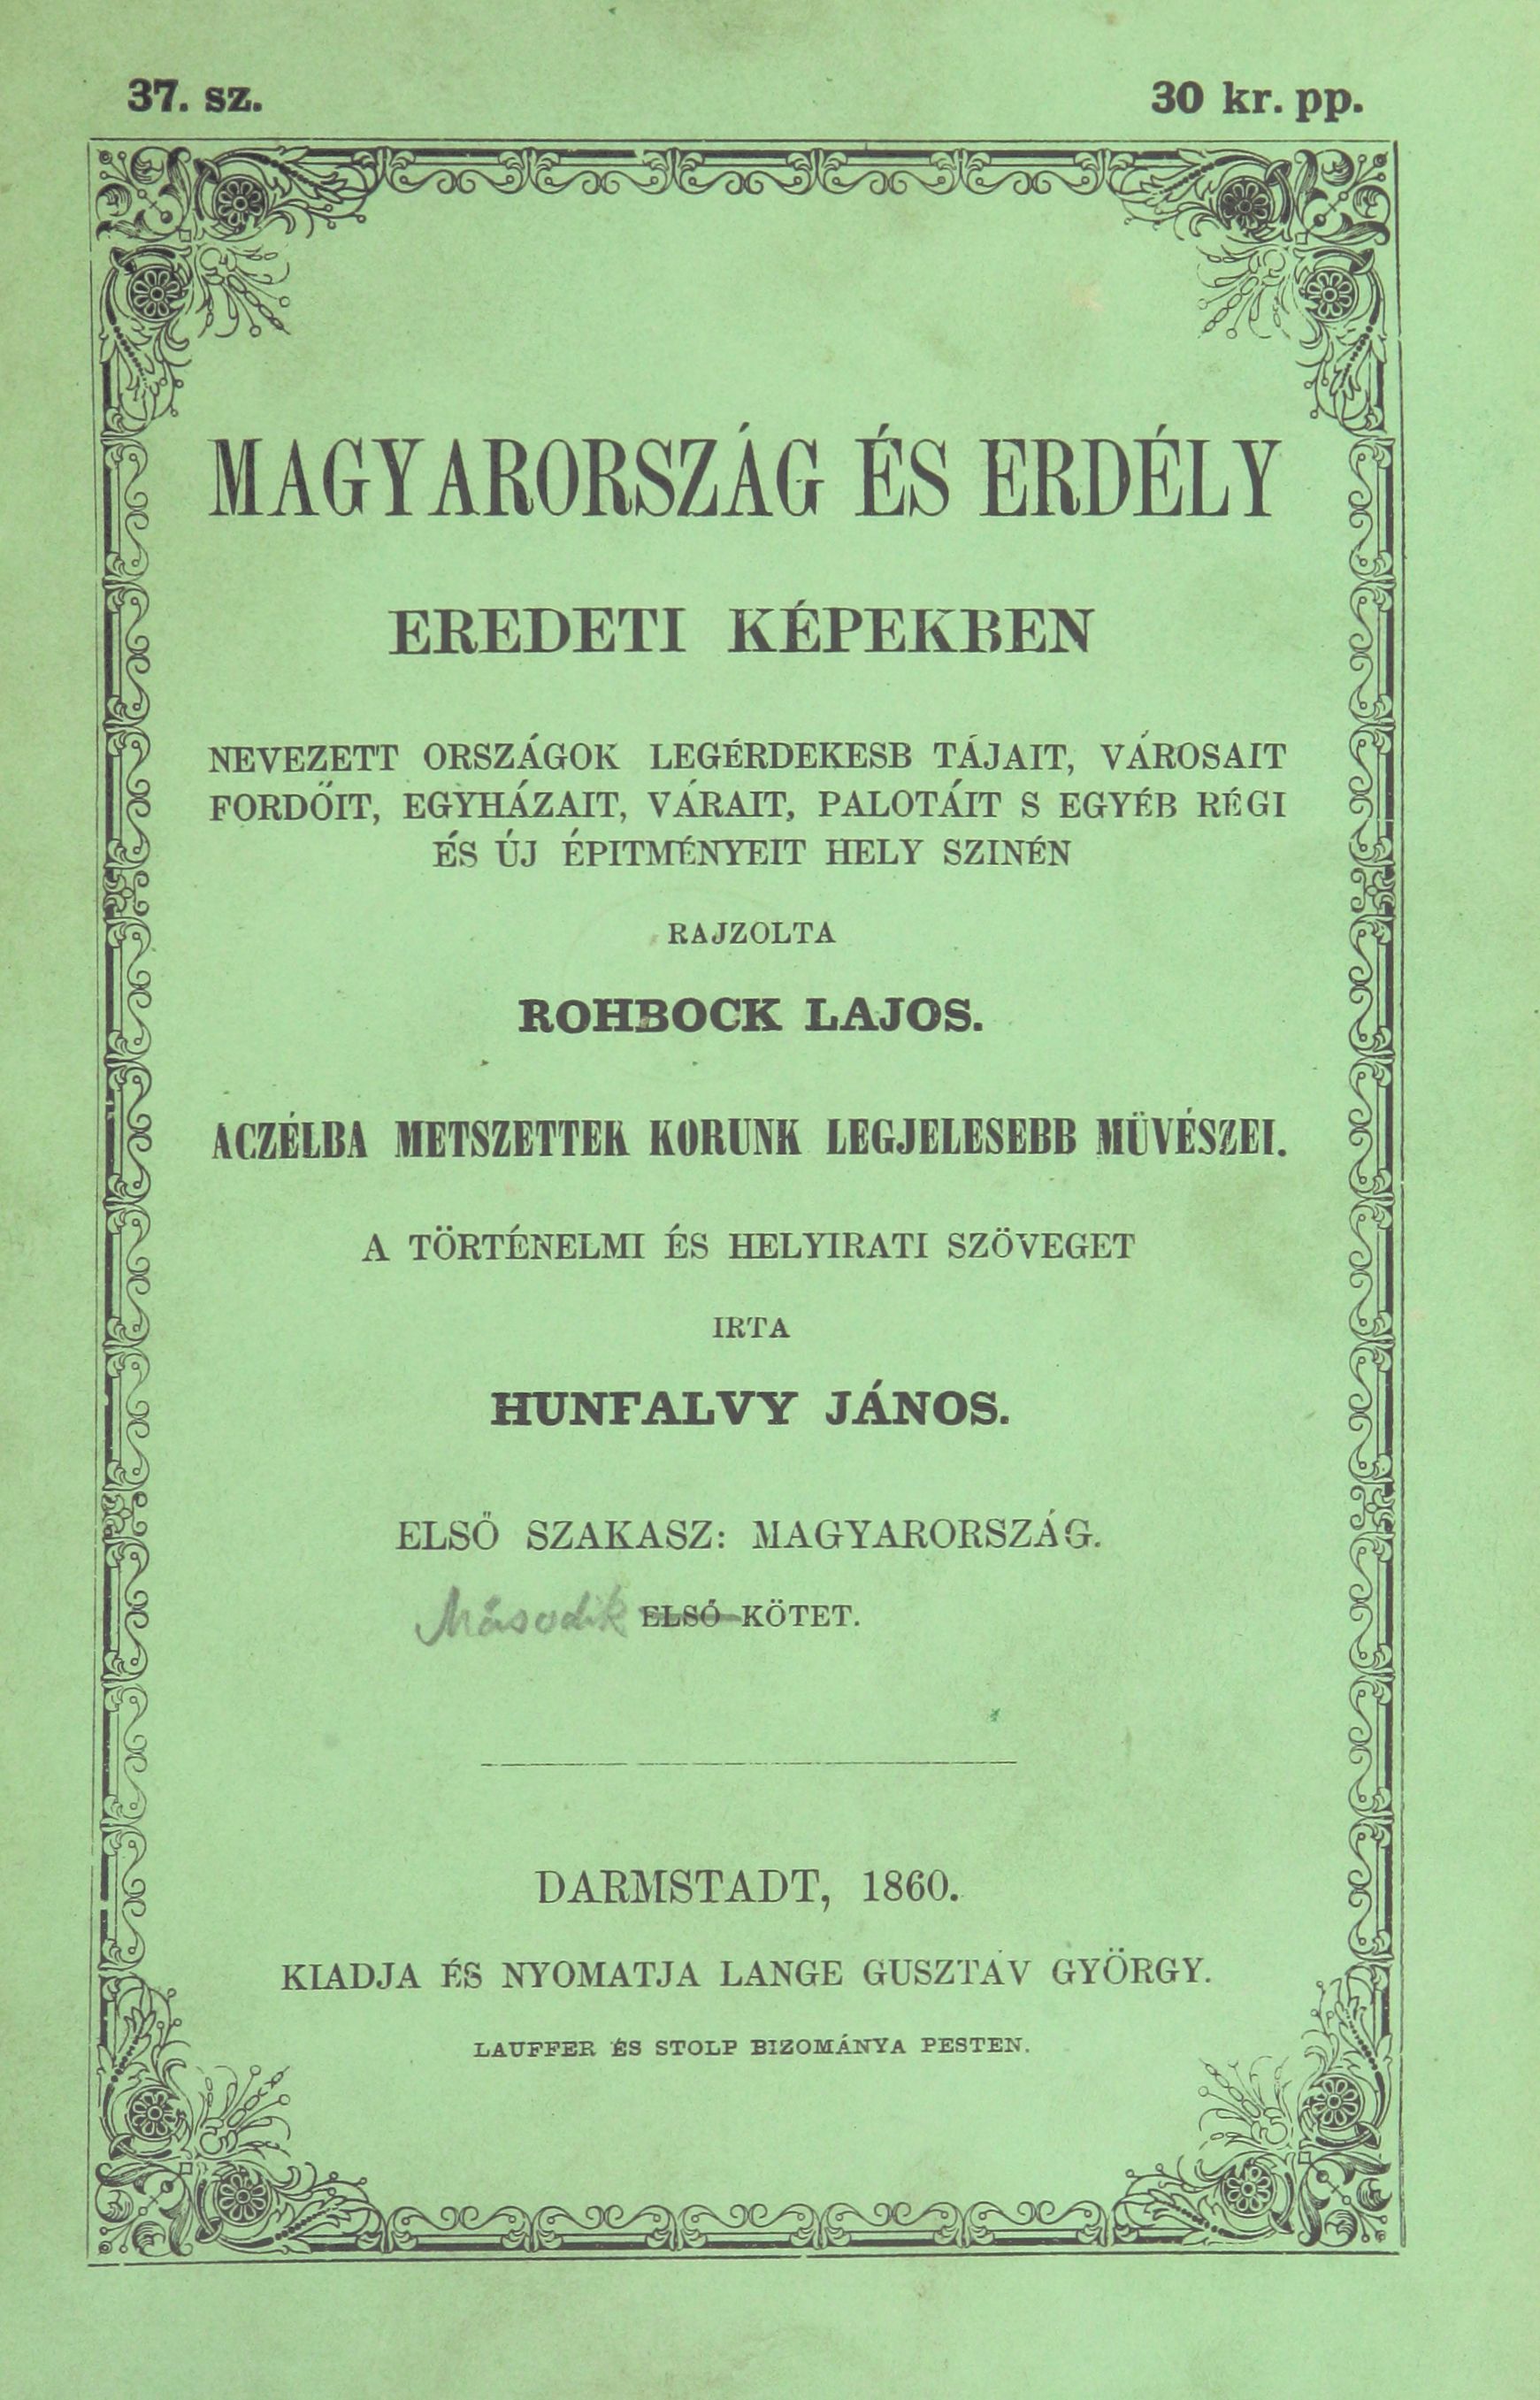 37. sz.
30 kr. pp.
MAGYARORSZÁG ÉS ERDÉLY
EREDETI KÉPEKBEN
NEVEZETT ORSZÁGOK LEGÉRDEKESB TÁJAIT, VÁROSAIT
FORDŐIT, EGYHÁZAIT, VÁRAIT, PALOTÁIT S EGYÉB RÉGI
ÉS ÚJ ÉPITMÉNYEIT HELY SZINÉN
RAJZOLTA
ROHBOCK LAJOS.
ACZÉLBA METSZETTEK KORUNK LEGJELESEBB MÜVÉSZEI.
A TÖRTÉNELMI ÉS HELYIRATI SZÖVEGET
IRTA
HUNFALVY JÁNOS.
ELSŐ SZAKASZ: MAGYARORSZÁG.
Második ELSŐ KÖTET.
DARMSTADT, 1860.
KIADJA ÉS NYOMATJA LANGE GUSZTÁV GYÖRGY.
LAUFFER ÉS STOLP BIZOMÁNYA PESTEN.